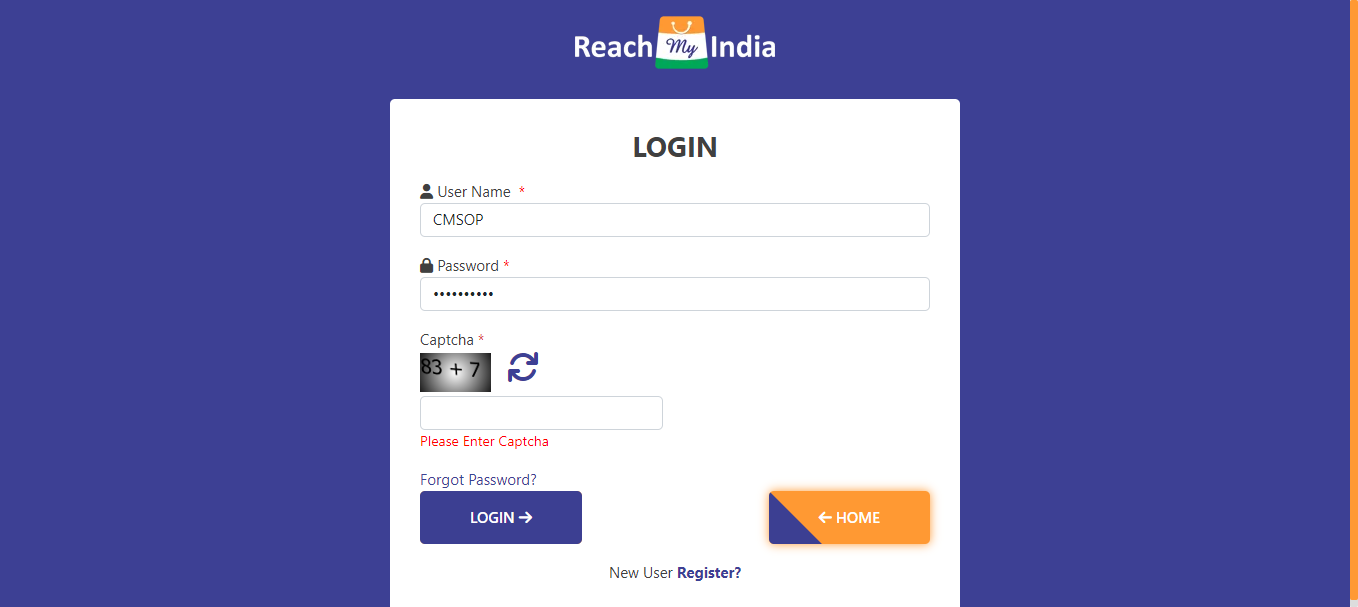 Reach My India
LOGIN
User Name *
CMSOP
Password *
••••••••••
Captcha *
83 + 7
Please Enter Captcha
Forgot Password?
LOGIN → ← HOME
New User Register?